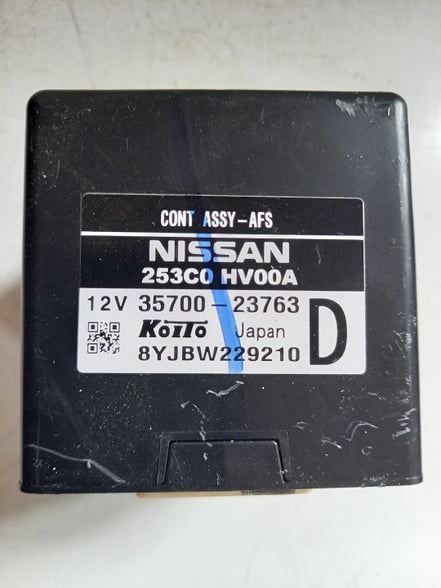 CONT ASSY-AFS
NISSAN
253C0 HV00A
12V 35700-23763
KOITO Japan
8YJBW229210 D